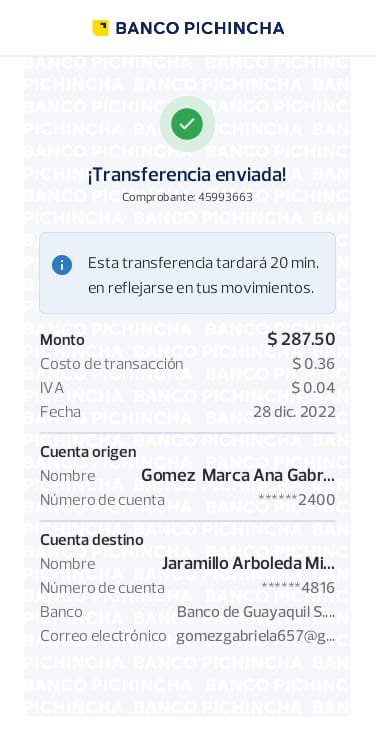 BANCO PICHINCHA
¡Transferencia enviada!
Comprobante: 45993663
Esta transferencia tardará 20 min.
en reflejarse en tus movimientos.
Monto $ 287.50
Costo de transacción $ 0.36
IVA $ 0.04
Fecha 28 dic. 2022
Cuenta origen
Nombre Gomez Marca Ana Gabr...
Número de cuenta ******2400
Cuenta destino
Nombre Jaramillo Arboleda Mi...
Número de cuenta ******4816
Banco Banco de Guayaquil S....
Correo electrónico gomezgabriela657@g...